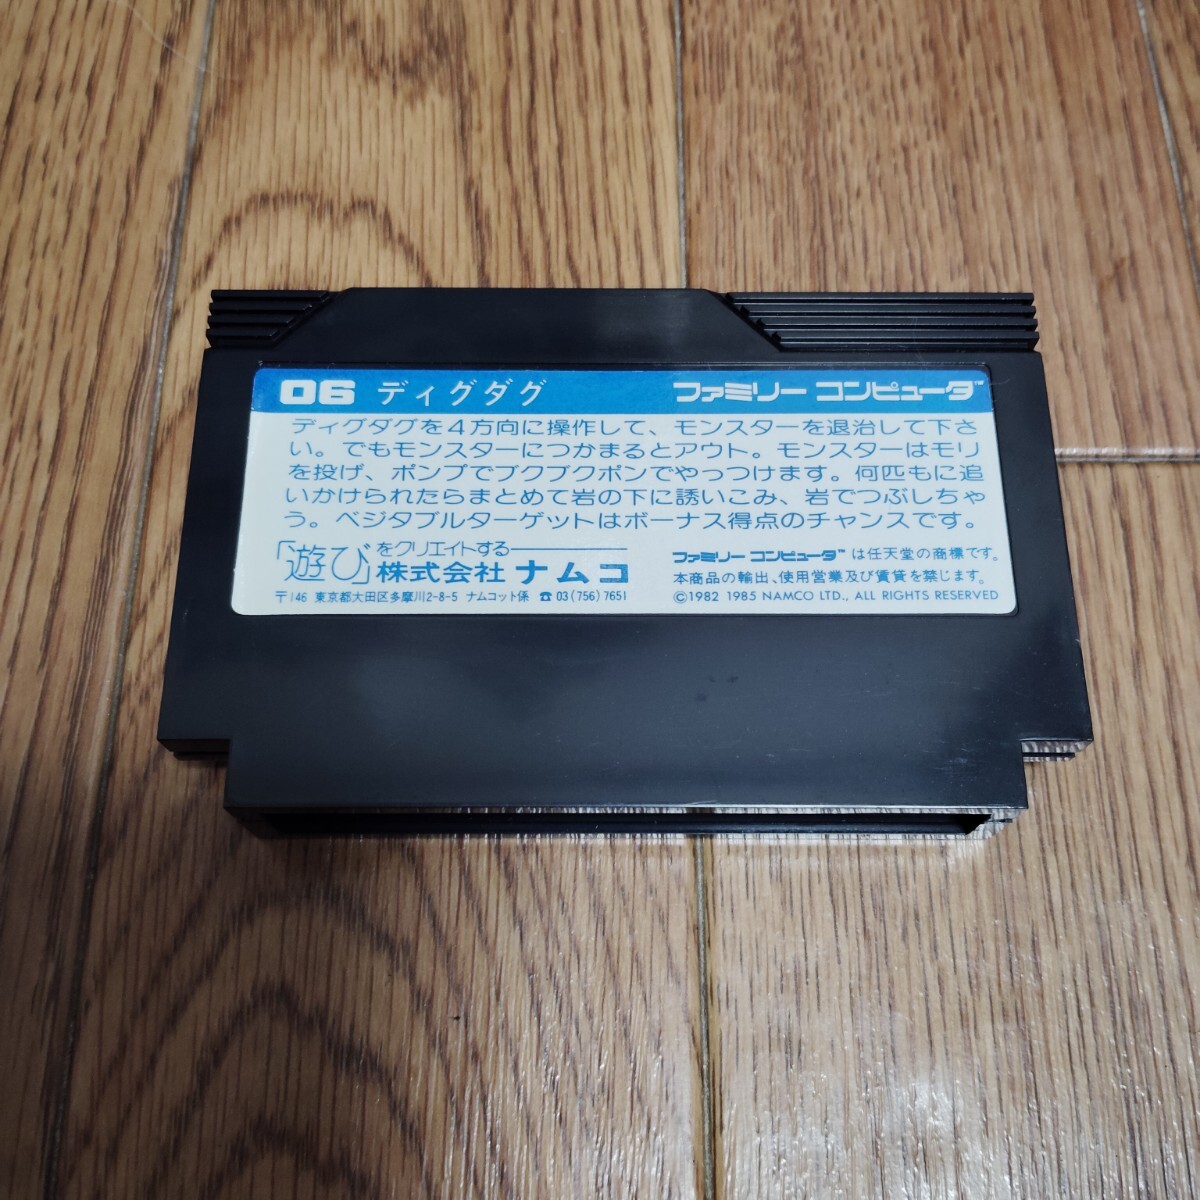 06 ディグダグ ファミリー コンピュータ™
ディグダグを4方向に操作して、モンスターを退治して下さ
い。でもモンスターにつかまるとアウト。モンスターはモリ
を投げ、ポンプでブクブクポンでやっつけます。何匹もに追
いかけられたらまとめて岩の下に誘いこみ、岩でつぶしちゃ
う。ベジタブルターゲットはボーナス得点のチャンスです。
「遊び」をクリエイトする――
株式会社 ナムコ
〒146 東京都大田区多摩川2-8-5 ナムコット係 ☎03(756)7651
ファミリー コンピュータ™ は任天堂の商標です。
本商品の輸出、使用営業及び賃貸を禁じます。
©1982 1985 NAMCO LTD., ALL RIGHTS RESERVED